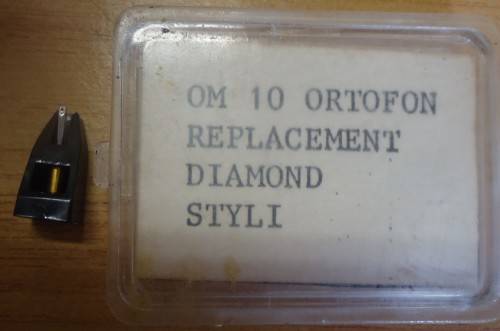 OM 10 ORTOFON
REPLACEMENT
DIAMOND
STYLI